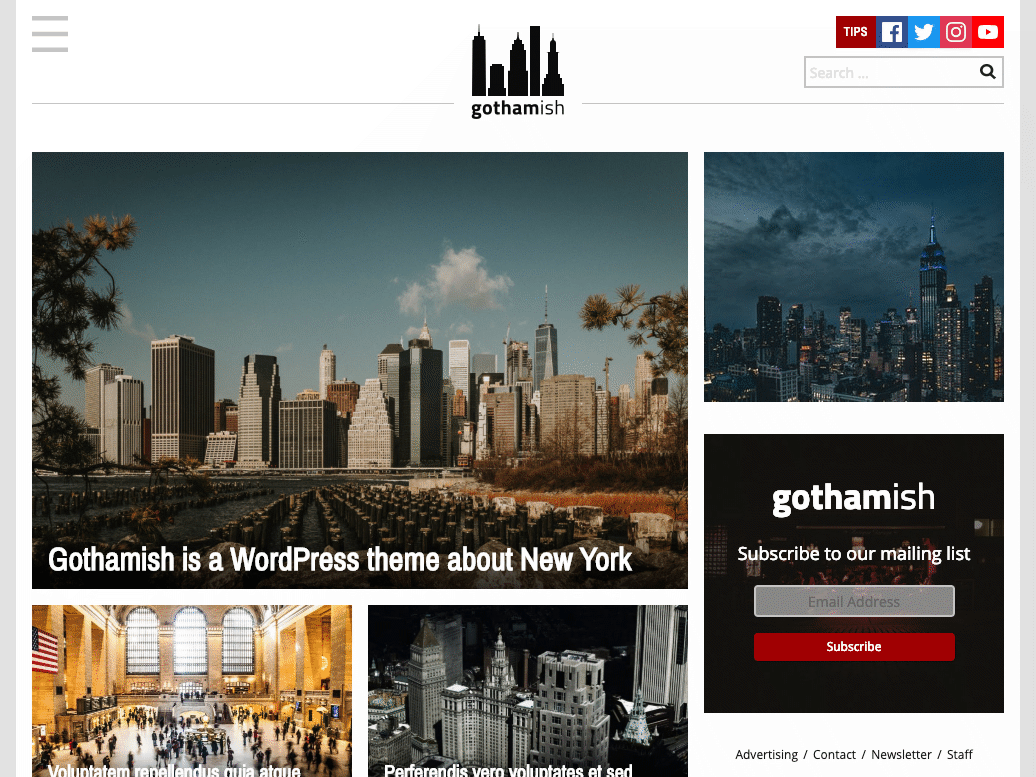 TIPS
Search ...
gothamish
Gothamish is a WordPress theme about New York
gothamish
Subscribe to our mailing list
Email Address
Subscribe
Voluptatem repellendus quia atque
Perferendis vero voluptates et sed
Advertising / Contact / Newsletter / Staff